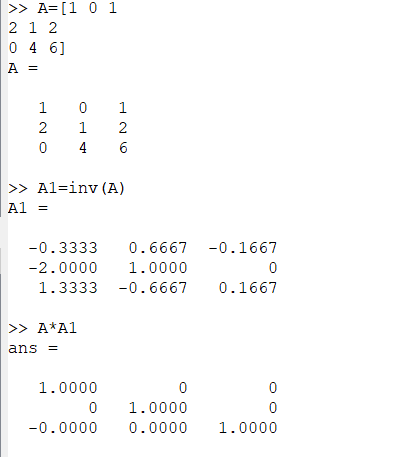 >> A=[1 0 1
2 1 2
0 4 6]
A =
1 0 1
2 1 2
0 4 6
>> A1=inv(A)
A1 =
-0.3333 0.6667 -0.1667
-2.0000 1.0000 0
1.3333 -0.6667 0.1667
>> A*A1
ans =
1.0000 0 0
0 1.0000 0
-0.0000 0.0000 1.0000